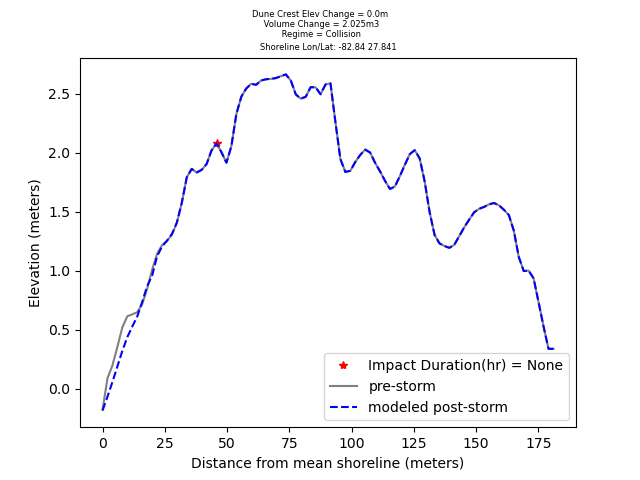 Dune Crest Elev Change = 0.0m
Volume Change = 2.025m3
Regime = Collision
Shoreline Lon/Lat: -82.84 27.841
2.5
2.0
1.5
1.0
0.5
0.0
Elevation (meters)
Impact Duration(hr) = None
pre-storm
modeled post-storm
0 25 50 75 100 125 150 175
Distance from mean shoreline (meters)